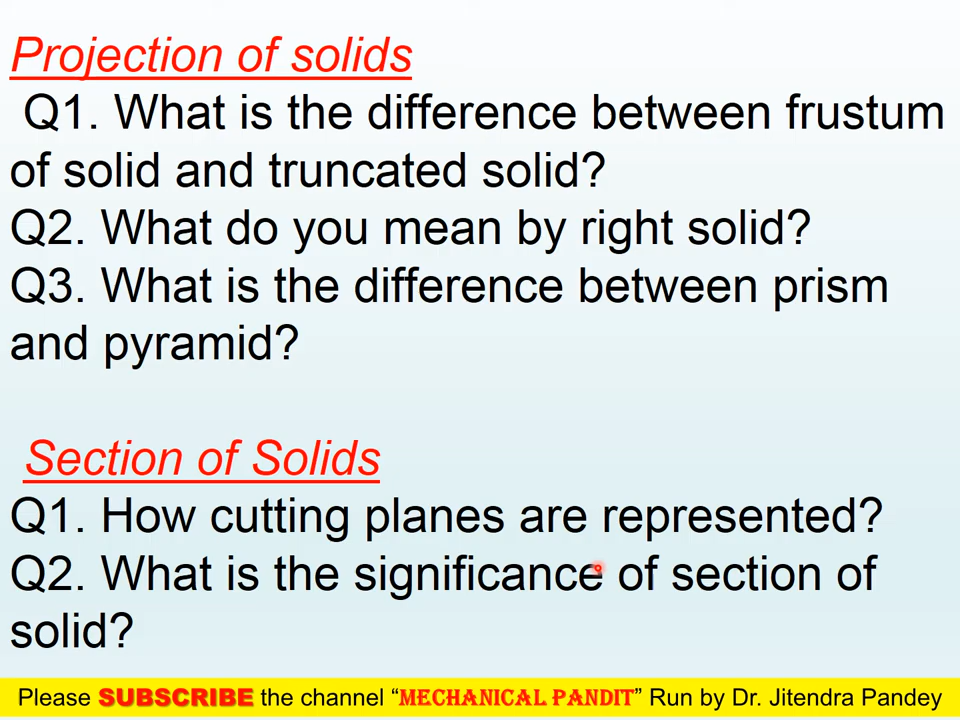 Projection of solids
Q1. What is the difference between frustum
of solid and truncated solid?
Q2. What do you mean by right solid?
Q3. What is the difference between prism
and pyramid?
Section of Solids
Q1. How cutting planes are represented?
Q2. What is the significance of section of
solid?
Please SUBSCRIBE the channel “MECHANICAL PANDIT” Run by Dr. Jitendra Pandey